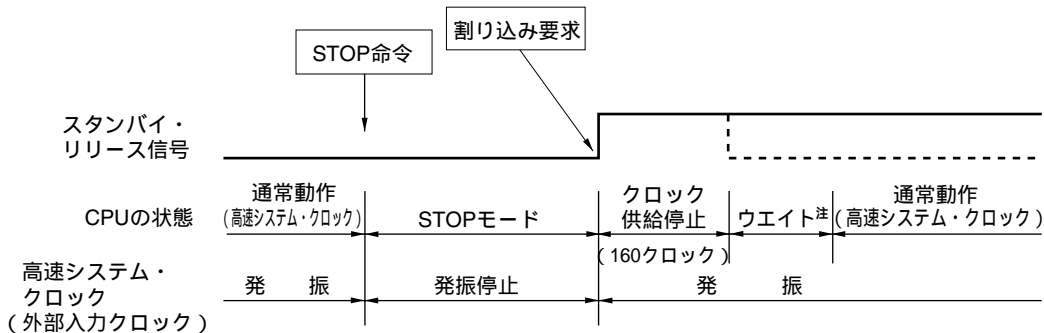 割り込み要求
STOP命令
スタンバイ・
リリース信号
CPUの状態
通常動作
(高速システム・クロック)
STOPモード
クロック
供給停止
(160クロック)
ウエイト注
通常動作
(高速システム・クロック)
高速システム・
クロック
(外部入力クロック)
発 振
発振停止
発 振